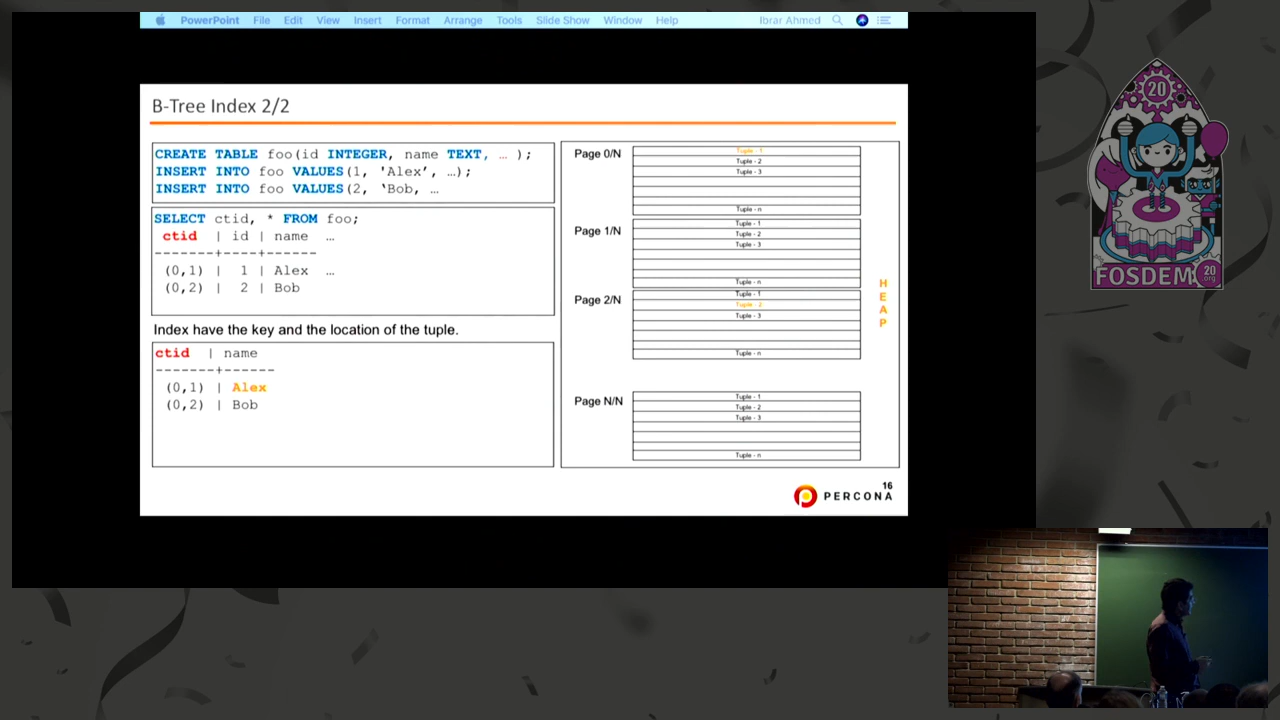 PowerPoint File Edit View Insert Format Arrange Tools Slide Show Window Help Ibrar Ahmed
B-Tree Index 2/2
CREATE TABLE foo(id INTEGER, name TEXT, … );
INSERT INTO foo VALUES(1, 'Alex', …);
INSERT INTO foo VALUES(2, 'Bob, …
SELECT ctid, * FROM foo;
ctid | id | name …
-------+----+------
(0,1) | 1 | Alex …
(0,2) | 2 | Bob
Index have the key and the location of the tuple.
ctid | name
-------+------
(0,1) | Alex
(0,2) | Bob
Page 0/N
Tuple - 1
Tuple - 2
Tuple - 3
Tuple - n
Page 1/N
Tuple - 1
Tuple - 2
Tuple - 3
Tuple - n
Page 2/N
Tuple - 1
Tuple - 2
Tuple - 3
Tuple - n
Page N/N
Tuple - 1
Tuple - 2
Tuple - 3
Tuple - n
H
E
A
P
16
PERCONA
20
FOSDEM
20
.org